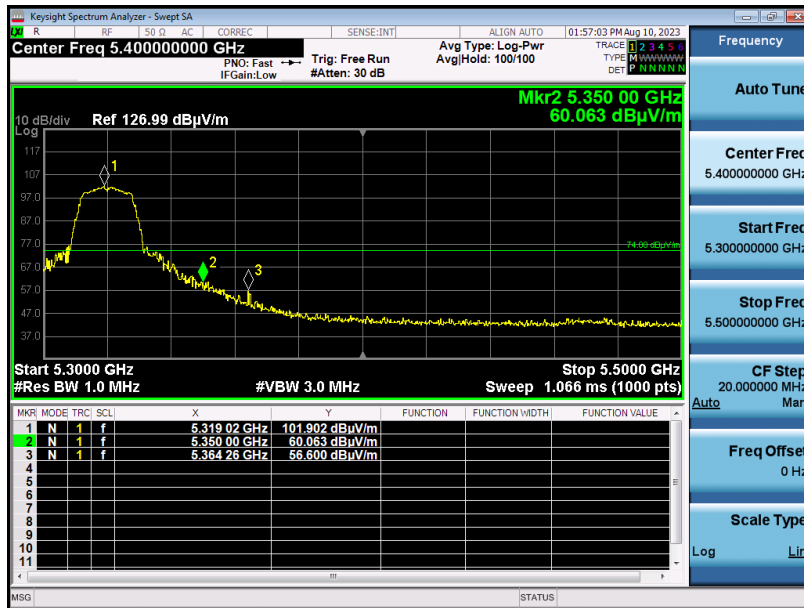 Keysight Spectrum Analyzer - Swept SA
LXI R RF 50 Ω AC CORREC SENSE:INT ALIGN AUTO 01:57:03 PM Aug 10, 2023
Center Freq 5.400000000 GHz
PNO: Fast
IFGain:Low
Trig: Free Run
#Atten: 30 dB
Avg Type: Log-Pwr
Avg|Hold: 100/100
TRACE 1 2 3 4 5 6
TYPE M W W W W W
DET P N N N N N
Mkr2 5.350 00 GHz
60.063 dBµV/m
10 dB/div Ref 126.99 dBµV/m
Log
117
107
97.0
87.0
77.0
67.0
57.0
47.0
37.0
1
2
3
74.00 dBµV/m
Start 5.3000 GHz Stop 5.5000 GHz
#Res BW 1.0 MHz #VBW 3.0 MHz Sweep 1.066 ms (1000 pts)
MKR MODE TRC SCL X Y FUNCTION FUNCTION WIDTH FUNCTION VALUE
1 N 1 f 5.319 02 GHz 101.902 dBµV/m
2 N 1 f 5.350 00 GHz 60.063 dBµV/m
3 N 1 f 5.364 26 GHz 56.600 dBµV/m
4
5
6
7
8
9
10
11
MSG STATUS
Frequency
Auto Tune
Center Freq
5.400000000 GHz
Start Freq
5.300000000 GHz
Stop Freq
5.500000000 GHz
CF Step
20.000000 MHz
Auto Man
Freq Offset
0 Hz
Scale Type
Log Lin